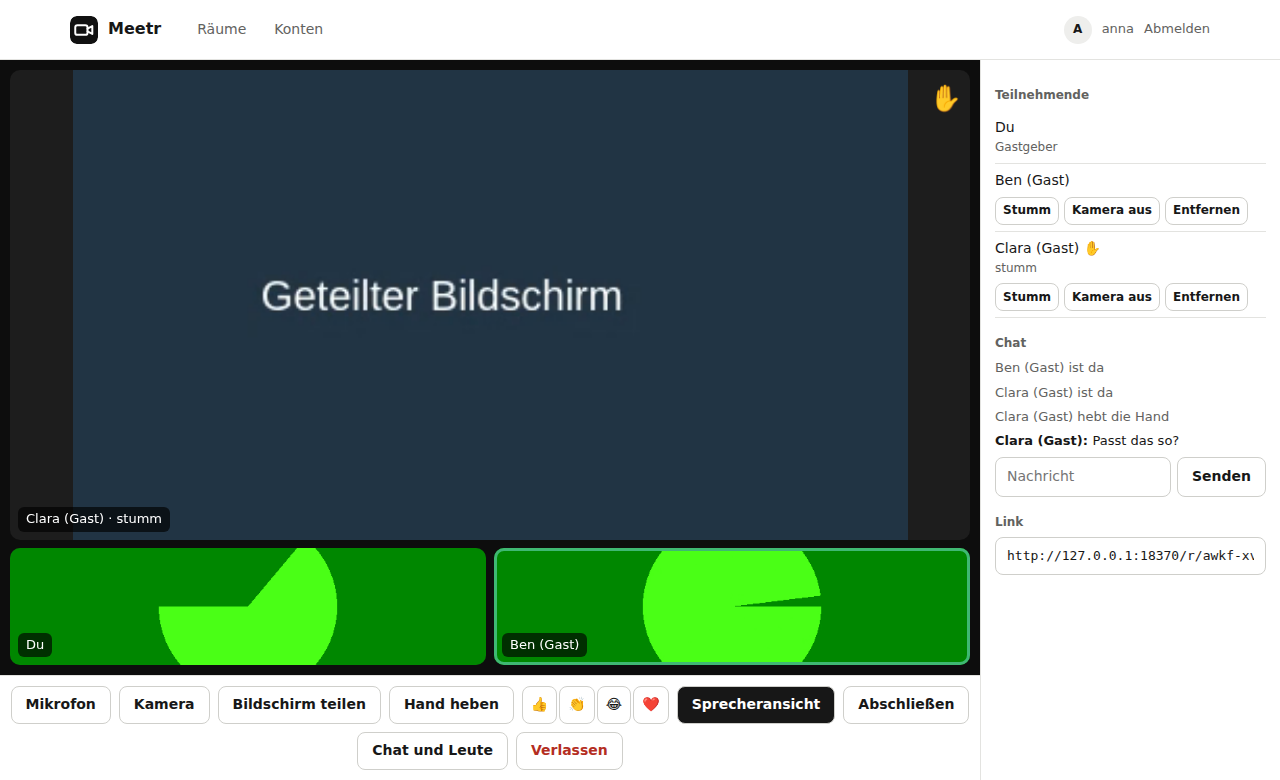 Meetr Räume Konten A anna Abmelden
Geteilter Bildschirm
Clara (Gast) · stumm
Du
Ben (Gast)
Mikrofon Kamera Bildschirm teilen Hand heben Sprecheransicht Abschließen
Chat und Leute Verlassen
Teilnehmende
Du
Gastgeber
Ben (Gast)
Stumm Kamera aus Entfernen
Clara (Gast)
stumm
Stumm Kamera aus Entfernen
Chat
Ben (Gast) ist da
Clara (Gast) ist da
Clara (Gast) hebt die Hand
Clara (Gast): Passt das so?
Nachricht Senden
Link
http://127.0.0.1:18370/r/awkf-xv